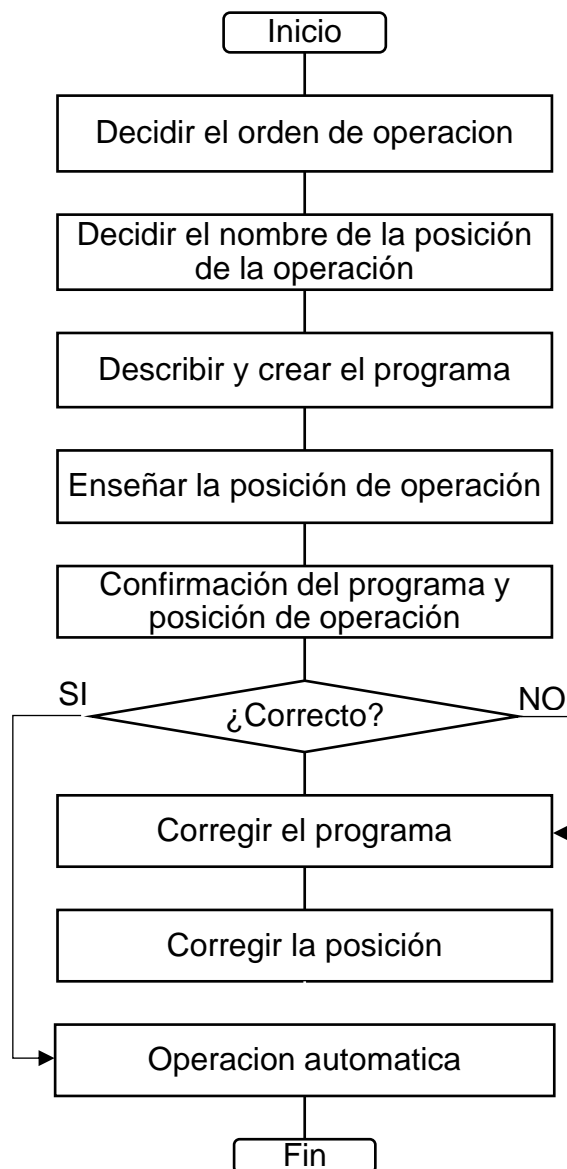 Inicio
Decidir el orden de operacion
Decidir el nombre de la posición
de la operación
Describir y crear el programa
Enseñar la posición de operación
Confirmación del programa y
posición de operación
SI
¿Correcto?
NO
Corregir el programa
Corregir la posición
Operacion automatica
Fin